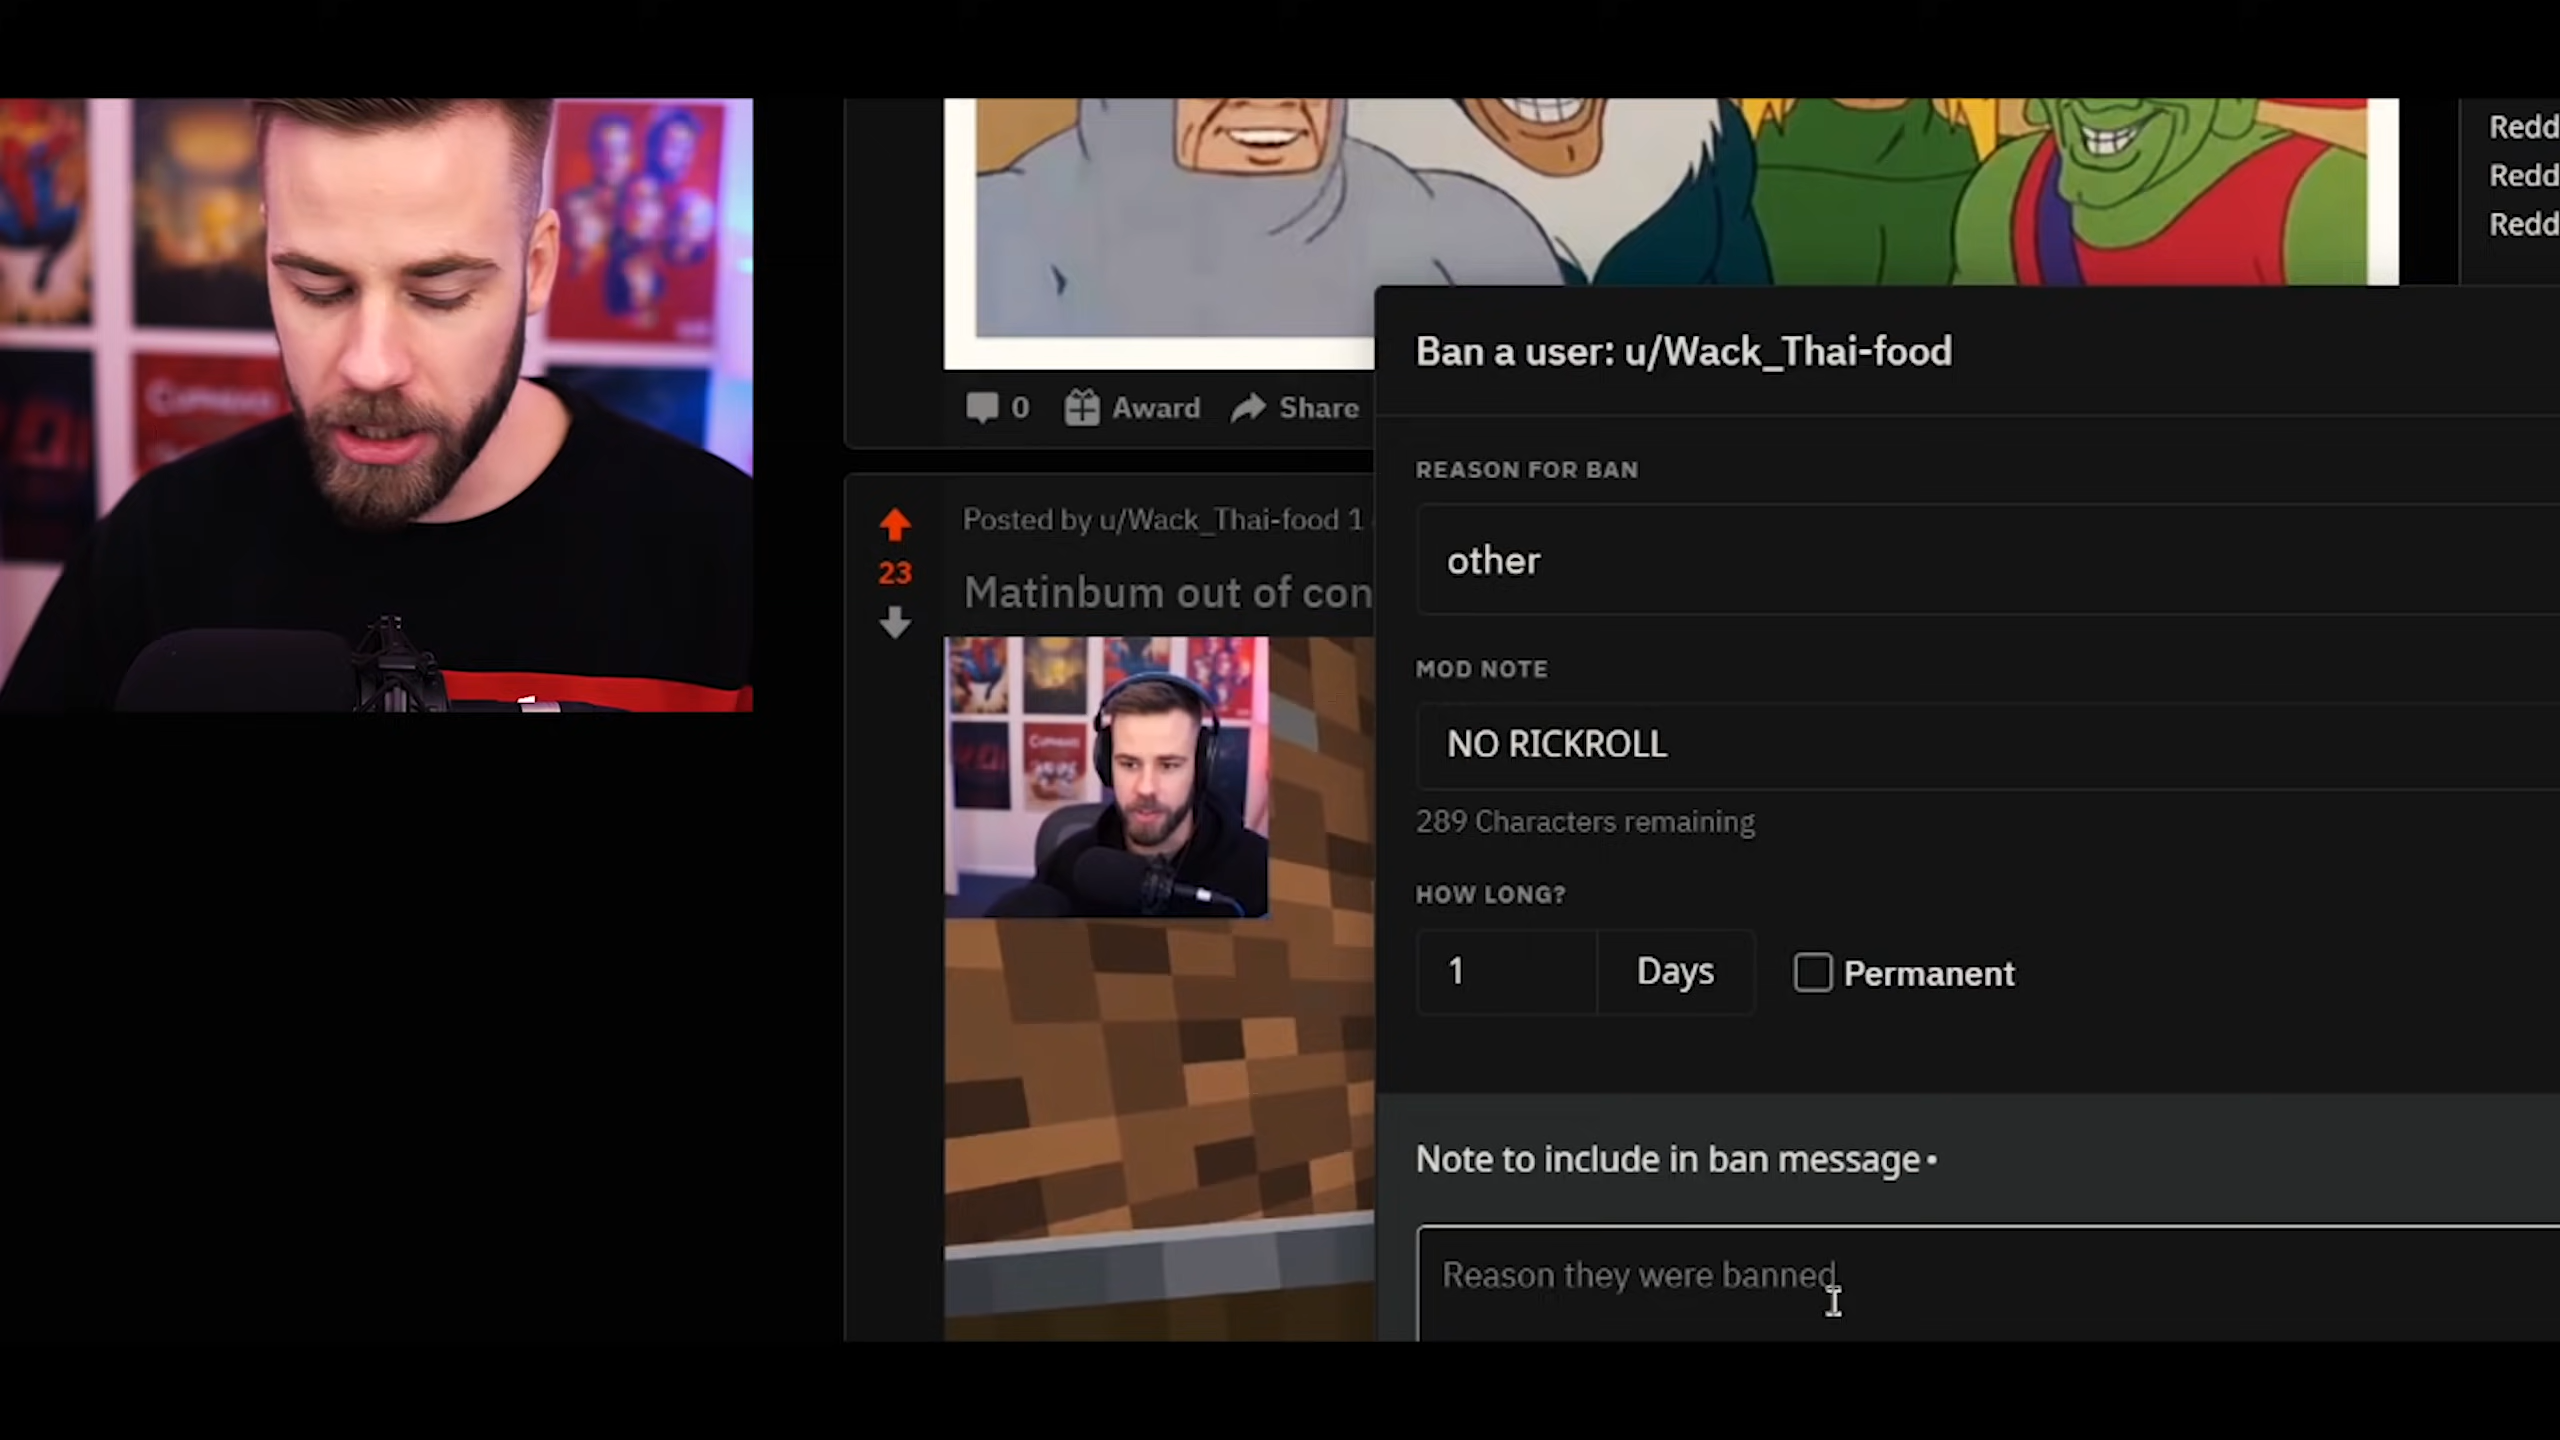 Redd
Redd
Redd
Ban a user: u/Wack_Thai-food
0 Award Share
REASON FOR BAN
other
Posted by u/Wack_Thai-food 1
23
Matinbum out of con
MOD NOTE
NO RICKROLL
289 Characters remaining
HOW LONG?
1 Days Permanent
Note to include in ban message
Reason they were banned